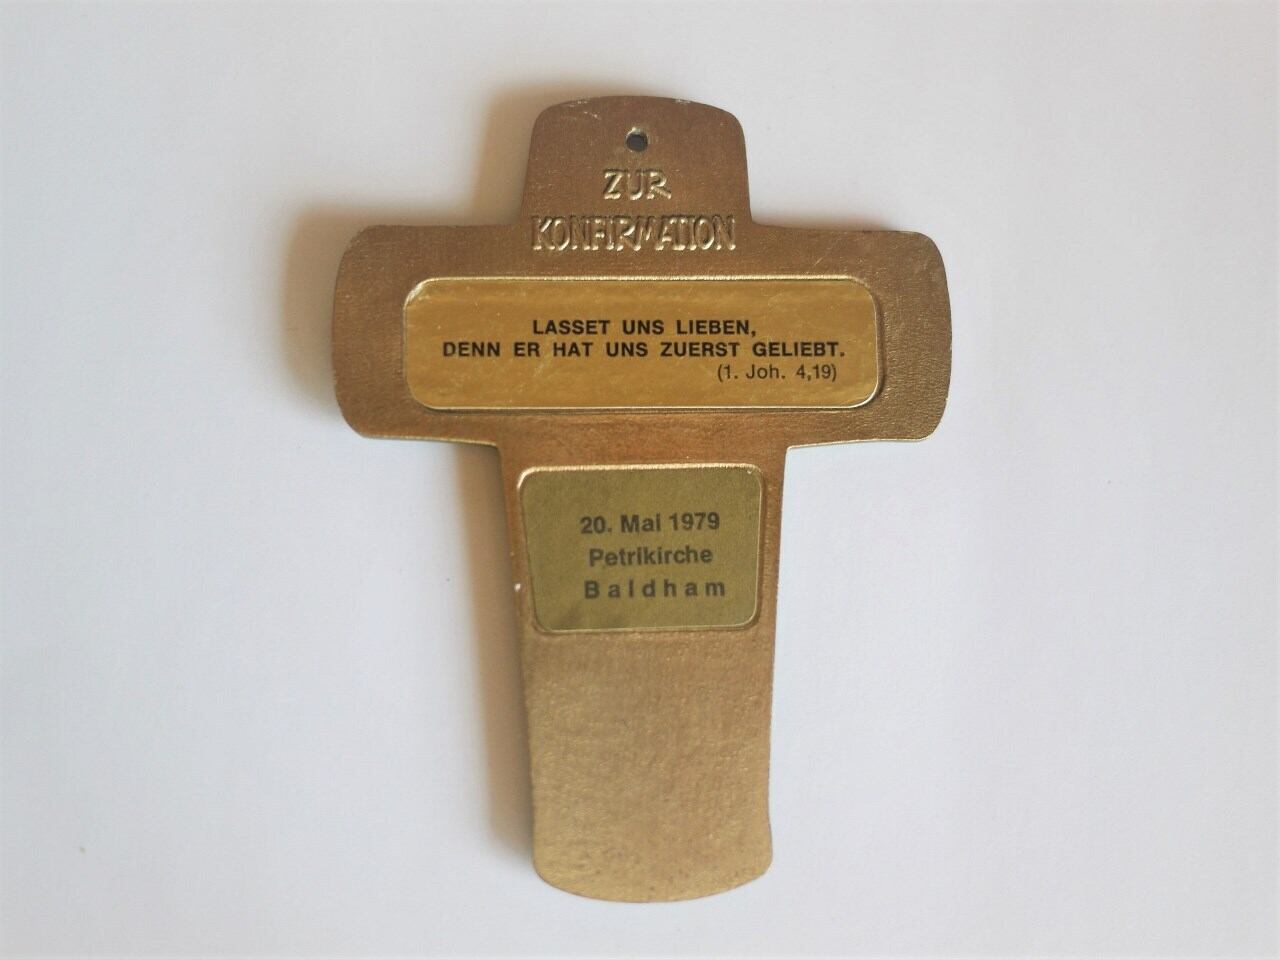 ZUR
KONFIRMATION
LASSET UNS LIEBEN,
DENN ER HAT UNS ZUERST GELIEBT.
(1. Joh. 4,19)
20. Mai 1979
Petrikirche
Baldham